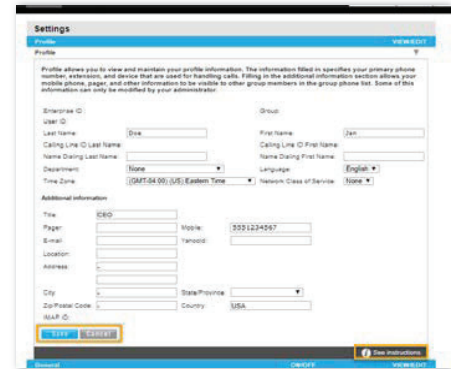 Settings
Profile VIEW/EDIT
Profile
Profile allows you to view and maintain your profile information. The information filled in specifies your primary phone
number, extension, and device that are used for handling calls. Filling in the additional information section allows your
mobile phone, pager, and other information to be visible to other group members in the group phone list. Some of this
information can only be modified by your administrator.
Enterprise ID: Group:
User ID:
Last Name: Doe First Name: Jan
Calling Line ID Last Name: Calling Line ID First Name:
Name Dialing Last Name: Name Dialing First Name:
Department: None Language: English
Time Zone: (GMT-04:00) (US) Eastern Time Network Class of Service: None
Additional information
Title: CEO
Pager: Mobile: 5551234567
E-mail: YahooId:
Location:
Address: .
City: . State/Province:
Zip/Postal Code: . Country: USA
IMAP ID:
Save Cancel
See instructions
General ON/OFF VIEW/EDIT